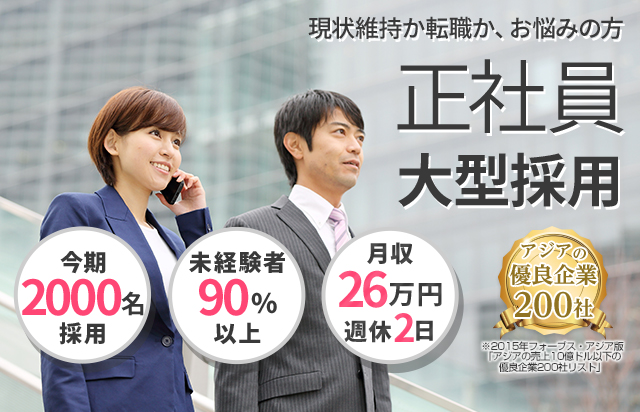 現状維持か転職か、お悩みの方
正社員
大型採用
今期
2000名
採用
未経験者
90%
以上
月収
26万円
週休2日
アジアの
優良企業
200社
※2015年フォーブス・アジア版
「アジアの売上10億ドル以下の
優良企業200社リスト」